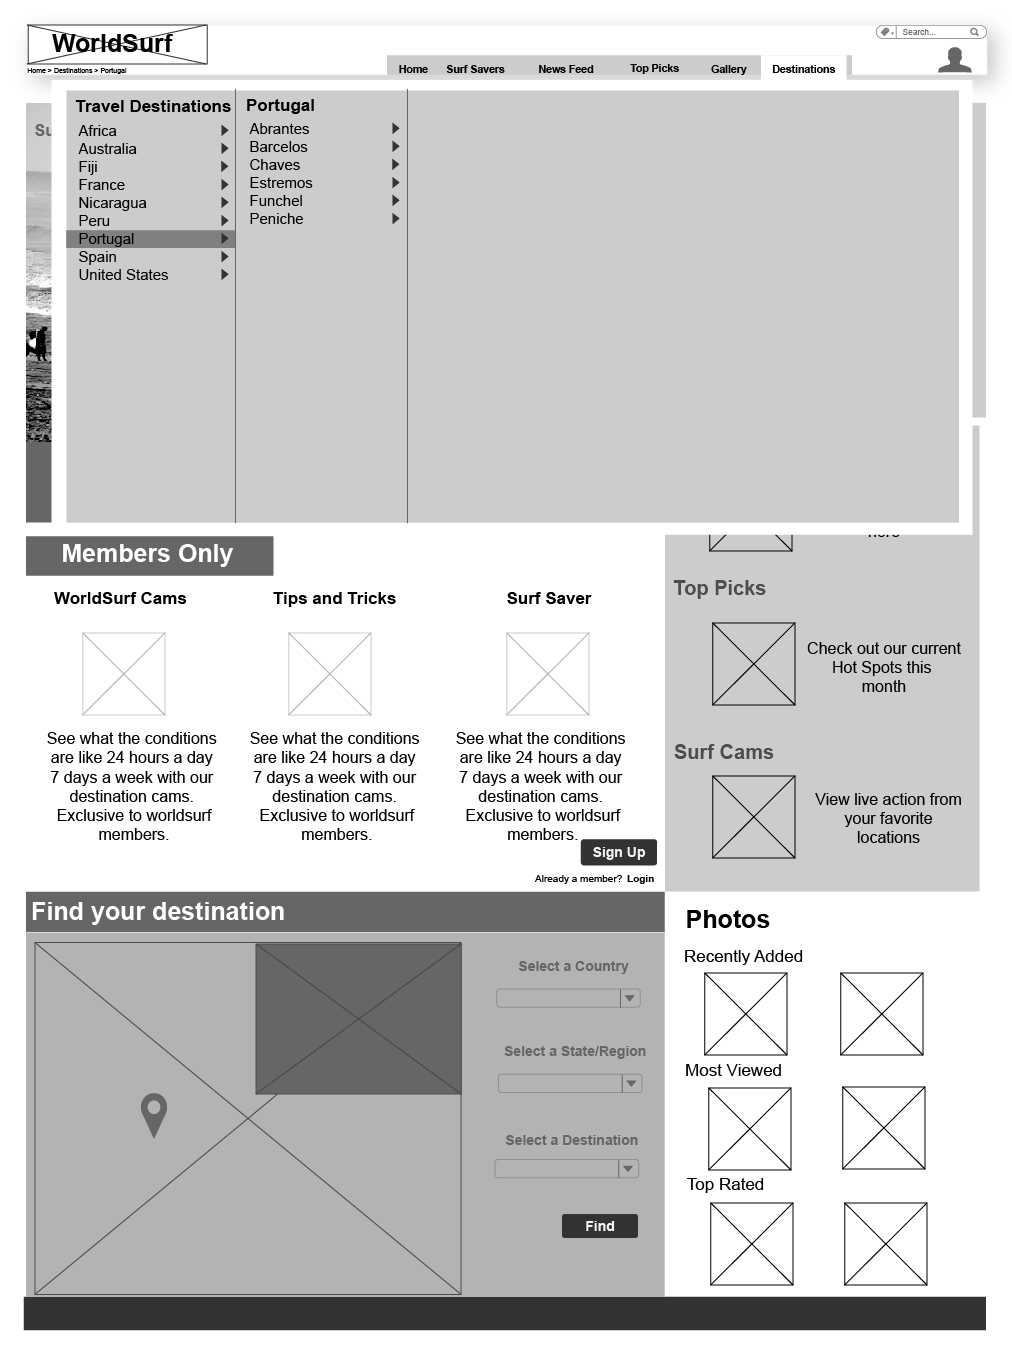 WorldSurf
Search...
Home > Destinations > Portugal
Home Surf Savers News Feed Top Picks Gallery Destinations
Su
Travel Destinations
Africa
Australia
Fiji
France
Nicaragua
Peru
Portugal
Spain
United States
Portugal
Abrantes
Barcelos
Chaves
Estremos
Funchel
Peniche
Members Only
WorldSurf Cams
See what the conditions
are like 24 hours a day
7 days a week with our
destination cams.
Exclusive to worldsurf
members.
Tips and Tricks
See what the conditions
are like 24 hours a day
7 days a week with our
destination cams.
Exclusive to worldsurf
members.
Surf Saver
See what the conditions
are like 24 hours a day
7 days a week with our
destination cams.
Exclusive to worldsurf
members.
Sign Up
Already a member? Login
Top Picks
Check out our current
Hot Spots this
month
Surf Cams
View live action from
your favorite
locations
Find your destination
Select a Country
Select a State/Region
Select a Destination
Find
Photos
Recently Added
Most Viewed
Top Rated